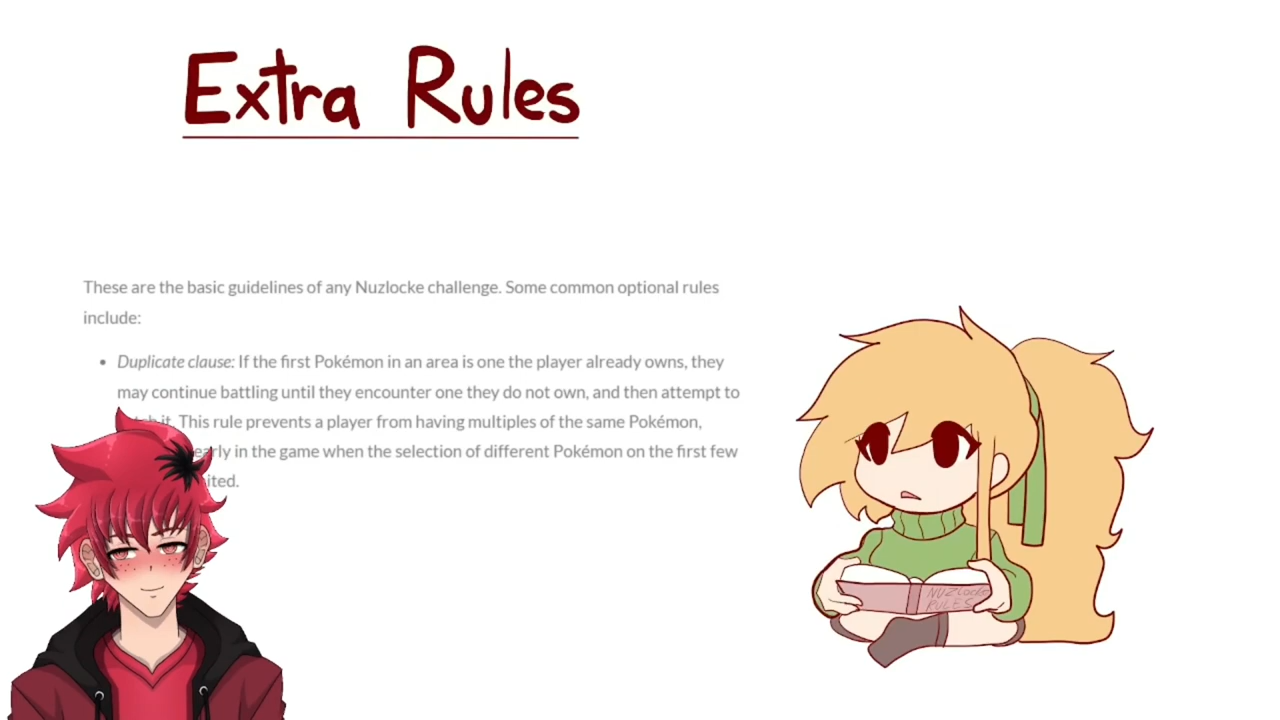 Extra Rules
These are the basic guidelines of any Nuzlocke challenge. Some common optional rules
include:
• Duplicate clause: If the first Pokémon in an area is one the player already owns, they
may continue battling until they encounter one they do not own, and then attempt to
it. This rule prevents a player from having multiples of the same Pokémon,
early in the game when the selection of different Pokémon on the first few
NUZlocke
RULES